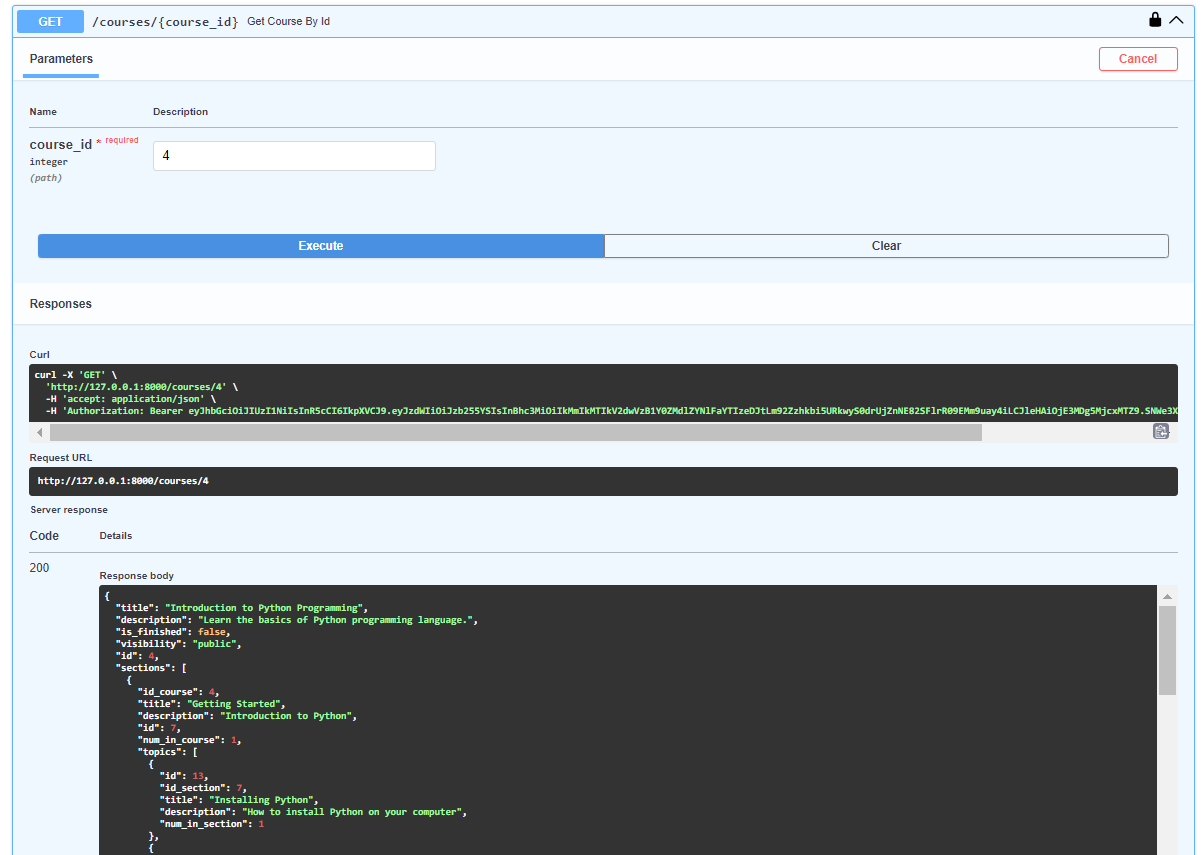 GET /courses/{course_id} Get Course By Id
Parameters
Cancel
Name Description
course_id * required
integer
(path)
4
Execute Clear
Responses
Curl
curl -X 'GET' \
'http://127.0.0.1:8000/courses/4' \
-H 'accept: application/json' \
-H 'Authorization: Bearer
Request URL
http://127.0.0.1:8000/courses/4
Server response
Code Details
200
Response body
{
"title": "Introduction to Python Programming",
"description": "Learn the basics of Python programming language.",
"is_finished": false,
"visibility": "public",
"id": 4,
"sections": [
{
"id_course": 4,
"title": "Getting Started",
"description": "Introduction to Python",
"id": 7,
"num_in_course": 1,
"topics": [
{
"id": 13,
"id_section": 7,
"title": "Installing Python",
"description": "How to install Python on your computer",
"num_in_section": 1
},
{